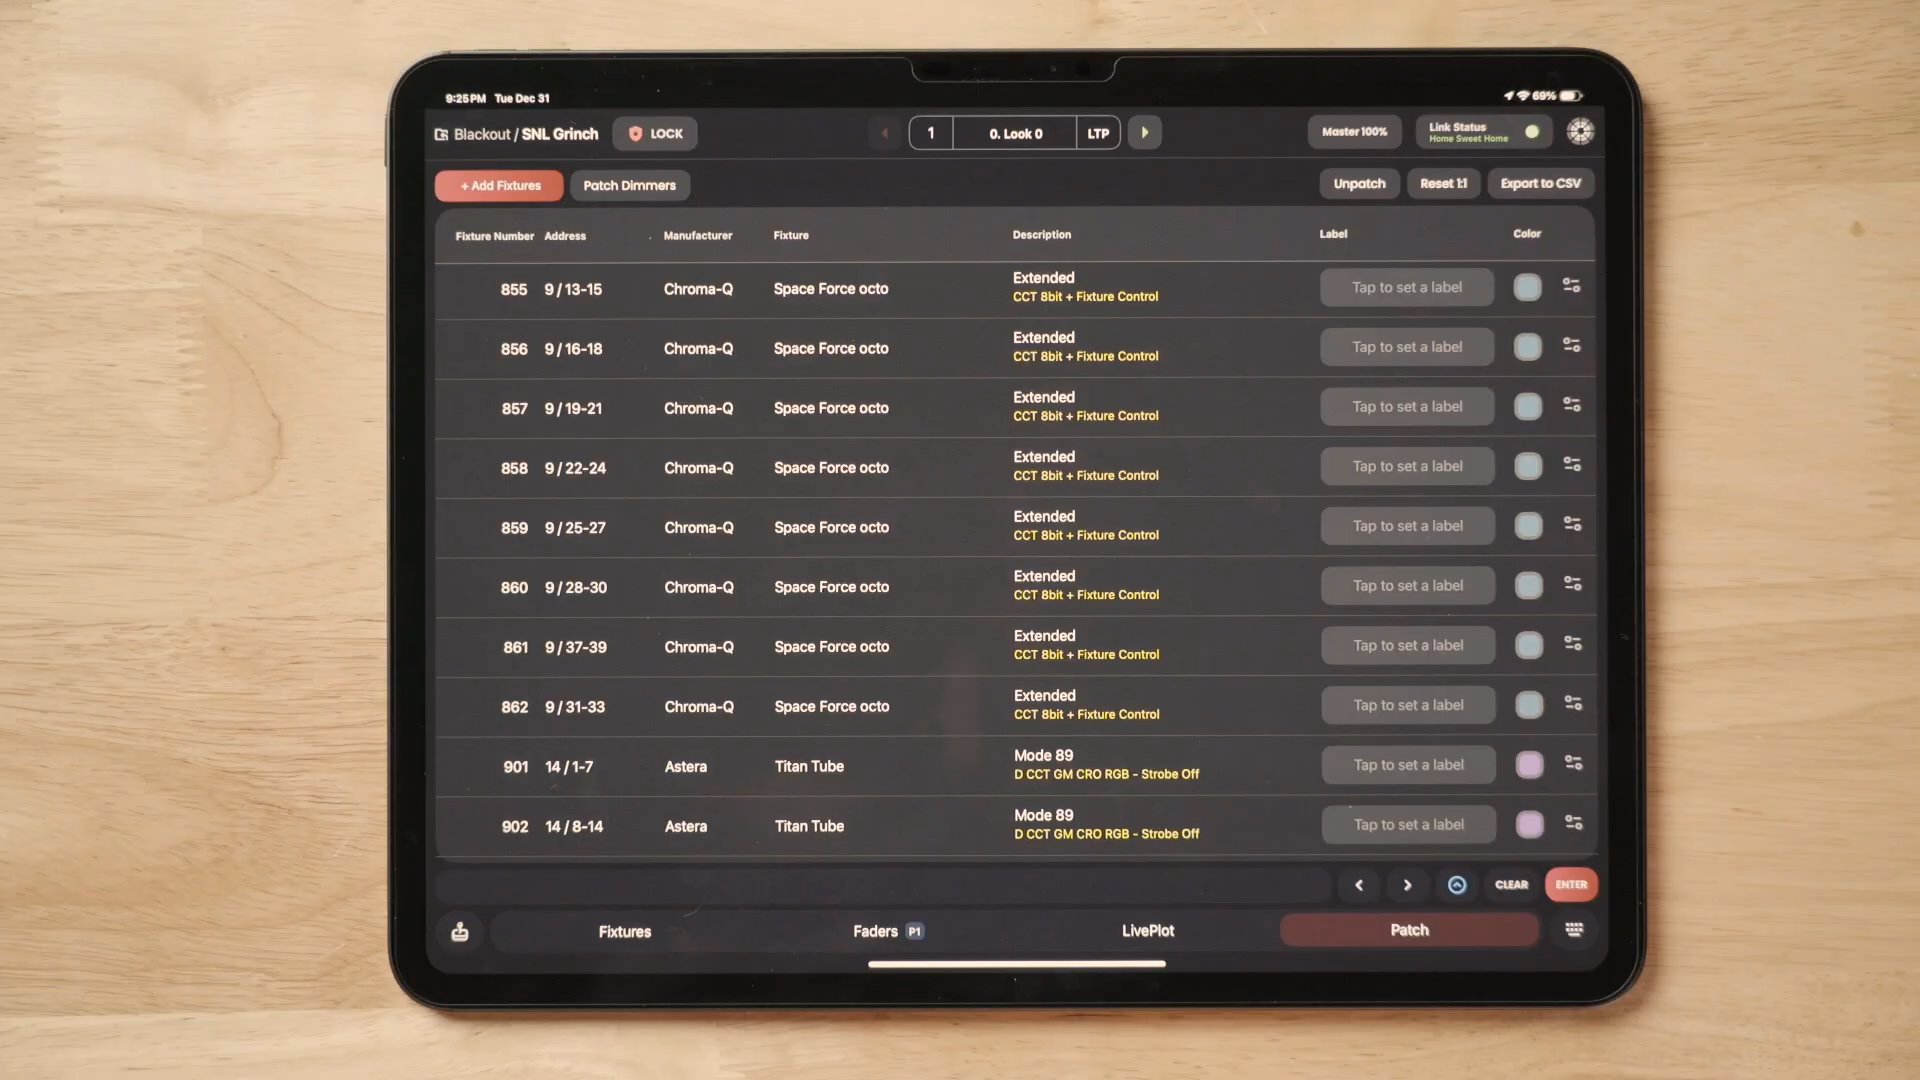 9:25 PM Tue Dec 31
69%
Blackout / SNL Grinch
LOCK
1
0. Look 0
LTP
Master 100%
Link Status
Home Sweet Home
+ Add Fixtures
Patch Dimmers
Unpatch
Reset 1:1
Export to CSV
Fixture Number Address Manufacturer Fixture Description Label Color
855 9 / 13-15 Chroma-Q Space Force octo Extended Tap to set a label
CCT 8bit + Fixture Control
856 9 / 16-18 Chroma-Q Space Force octo Extended Tap to set a label
CCT 8bit + Fixture Control
857 9 / 19-21 Chroma-Q Space Force octo Extended Tap to set a label
CCT 8bit + Fixture Control
858 9 / 22-24 Chroma-Q Space Force octo Extended Tap to set a label
CCT 8bit + Fixture Control
859 9 / 25-27 Chroma-Q Space Force octo Extended Tap to set a label
CCT 8bit + Fixture Control
860 9 / 28-30 Chroma-Q Space Force octo Extended Tap to set a label
CCT 8bit + Fixture Control
861 9 / 37-39 Chroma-Q Space Force octo Extended Tap to set a label
CCT 8bit + Fixture Control
862 9 / 31-33 Chroma-Q Space Force octo Extended Tap to set a label
CCT 8bit + Fixture Control
901 14 / 1-7 Astera Titan Tube Mode 89 Tap to set a label
D CCT GM CRO RGB - Strobe Off
902 14 / 8-14 Astera Titan Tube Mode 89 Tap to set a label
D CCT GM CRO RGB - Strobe Off
CLEAR
ENTER
Fixtures
Faders P1
LivePlot
Patch